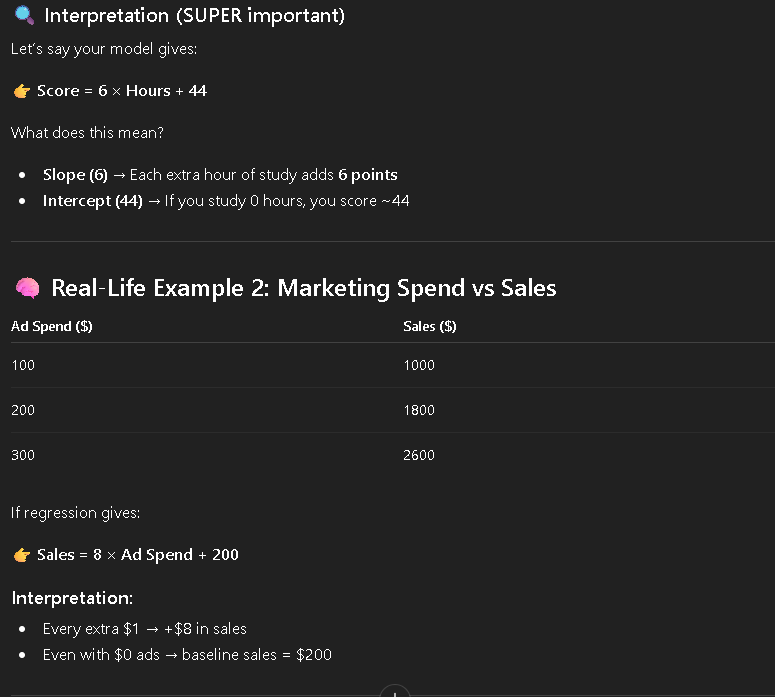 🔍 Interpretation (SUPER important)
Let's say your model gives:
👉 Score = 6 × Hours + 44
What does this mean?
• Slope (6) → Each extra hour of study adds 6 points
• Intercept (44) → If you study 0 hours, you score ~44
🧠 Real-Life Example 2: Marketing Spend vs Sales
Ad Spend ($) Sales ($)
100 1000
200 1800
300 2600
If regression gives:
👉 Sales = 8 × Ad Spend + 200
Interpretation:
• Every extra $1 → +$8 in sales
• Even with $0 ads → baseline sales = $200